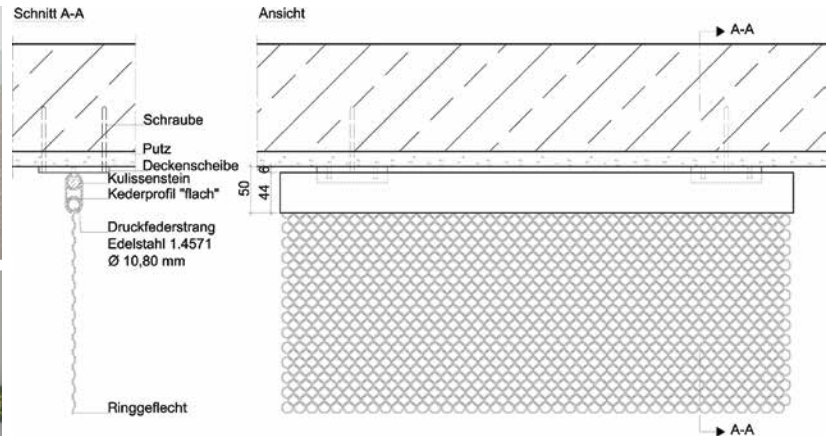 Schnitt A-A
Ansicht
A-A
Schraube
Putz
Deckenscheibe
Kulissenstein
Kederprofil "flach"
50
44
6
Druckfederstrang
Edelstahl 1.4571
Ø 10,80 mm
Ringgeflecht
A-A